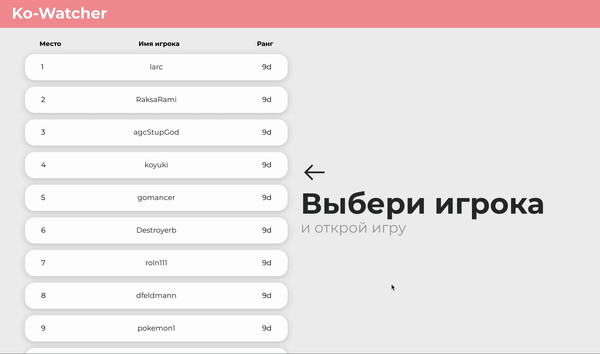 Ko-Watcher
Место Имя игрока Ранг
1 larc 9d
2 RaksaRami 9d
3 agcStupGod 9d
4 koyuki 9d
5 gomancer 9d
6 Destroyerb 9d
7 roln111 9d
8 dfeldmann 9d
9 pokemon1 9d
←
Выбери игрока
и открой игру